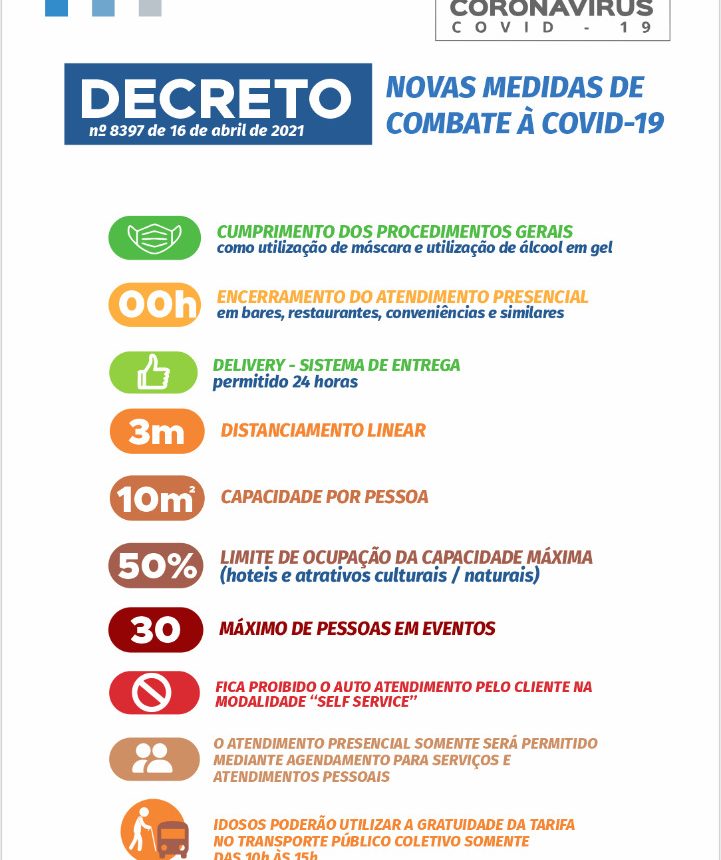 CORONAVÍRUS
COVID - 19
DECRETO
nº 8397 de 16 de abril de 2021
NOVAS MEDIDAS DE
COMBATE À COVID-19
CUMPRIMENTO DOS PROCEDIMENTOS GERAIS
como utilização de máscara e utilização de álcool em gel
00h
ENCERRAMENTO DO ATENDIMENTO PRESENCIAL
em bares, restaurantes, conveniências e similares
DELIVERY - SISTEMA DE ENTREGA
permitido 24 horas
3m
DISTANCIAMENTO LINEAR
10m²
CAPACIDADE POR PESSOA
50%
LIMITE DE OCUPAÇÃO DA CAPACIDADE MÁXIMA
(hoteis e atrativos culturais / naturais)
30
MÁXIMO DE PESSOAS EM EVENTOS
FICA PROIBIDO O AUTO ATENDIMENTO PELO CLIENTE NA
MODALIDADE “SELF SERVICE”
O ATENDIMENTO PRESENCIAL SOMENTE SERÁ PERMITIDO
MEDIANTE AGENDAMENTO PARA SERVIÇOS E
ATENDIMENTOS PESSOAIS
IDOSOS PODERÃO UTILIZAR A GRATUIDADE DA TARIFA
NO TRANSPORTE PÚBLICO COLETIVO SOMENTE
DAS 10h ÀS 15h